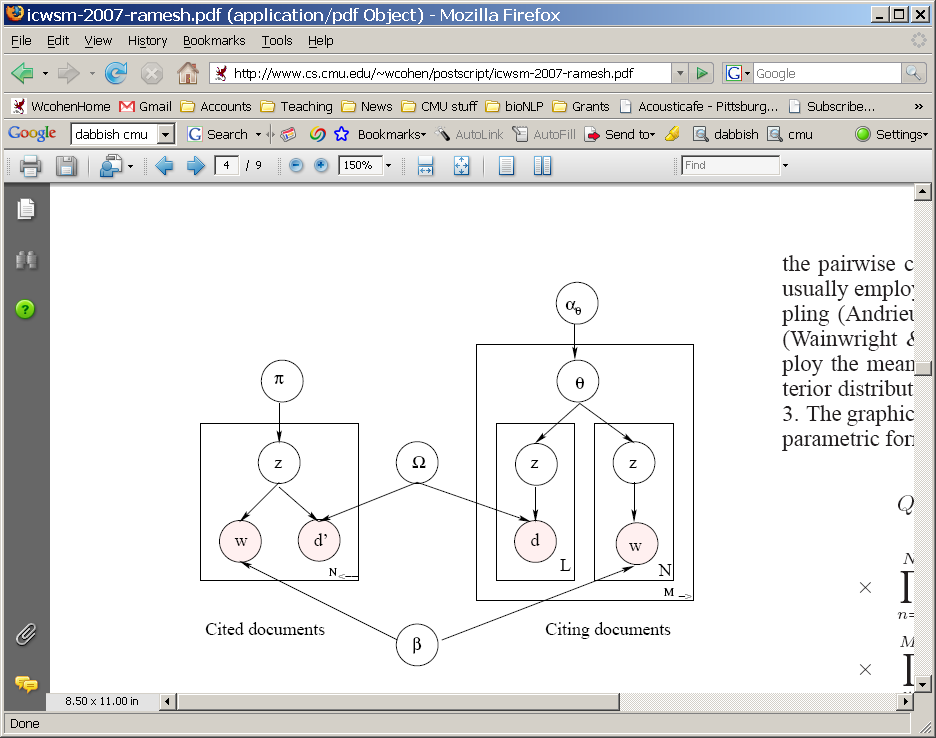 icwsm-2007-ramesh.pdf (application/pdf Object) - Mozilla Firefox
File Edit View History Bookmarks Tools Help
http://www.cs.cmu.edu/~wcohen/postscript/icwsm-2007-ramesh.pdf G Google
WcohenHome Gmail Accounts Teaching News CMU stuff bioNLP Grants Acousticafe - Pittsburg... Subscribe... »
Google dabbish cmu G Search Bookmarks AutoLink AutoFill Send to dabbish cmu Settings
4 / 9 150% Find
the pairwise c
usually employ
pling (Andrieu
(Wainwright &
ploy the mean
terior distribut
3. The graphic
parametric for
Q
N
× ∏
n=
M
× ∏
αθ
π θ
z Ω z z
w d' d w
N<-- L N
M ->
Cited documents Citing documents
β
8.50 x 11.00 in
Done